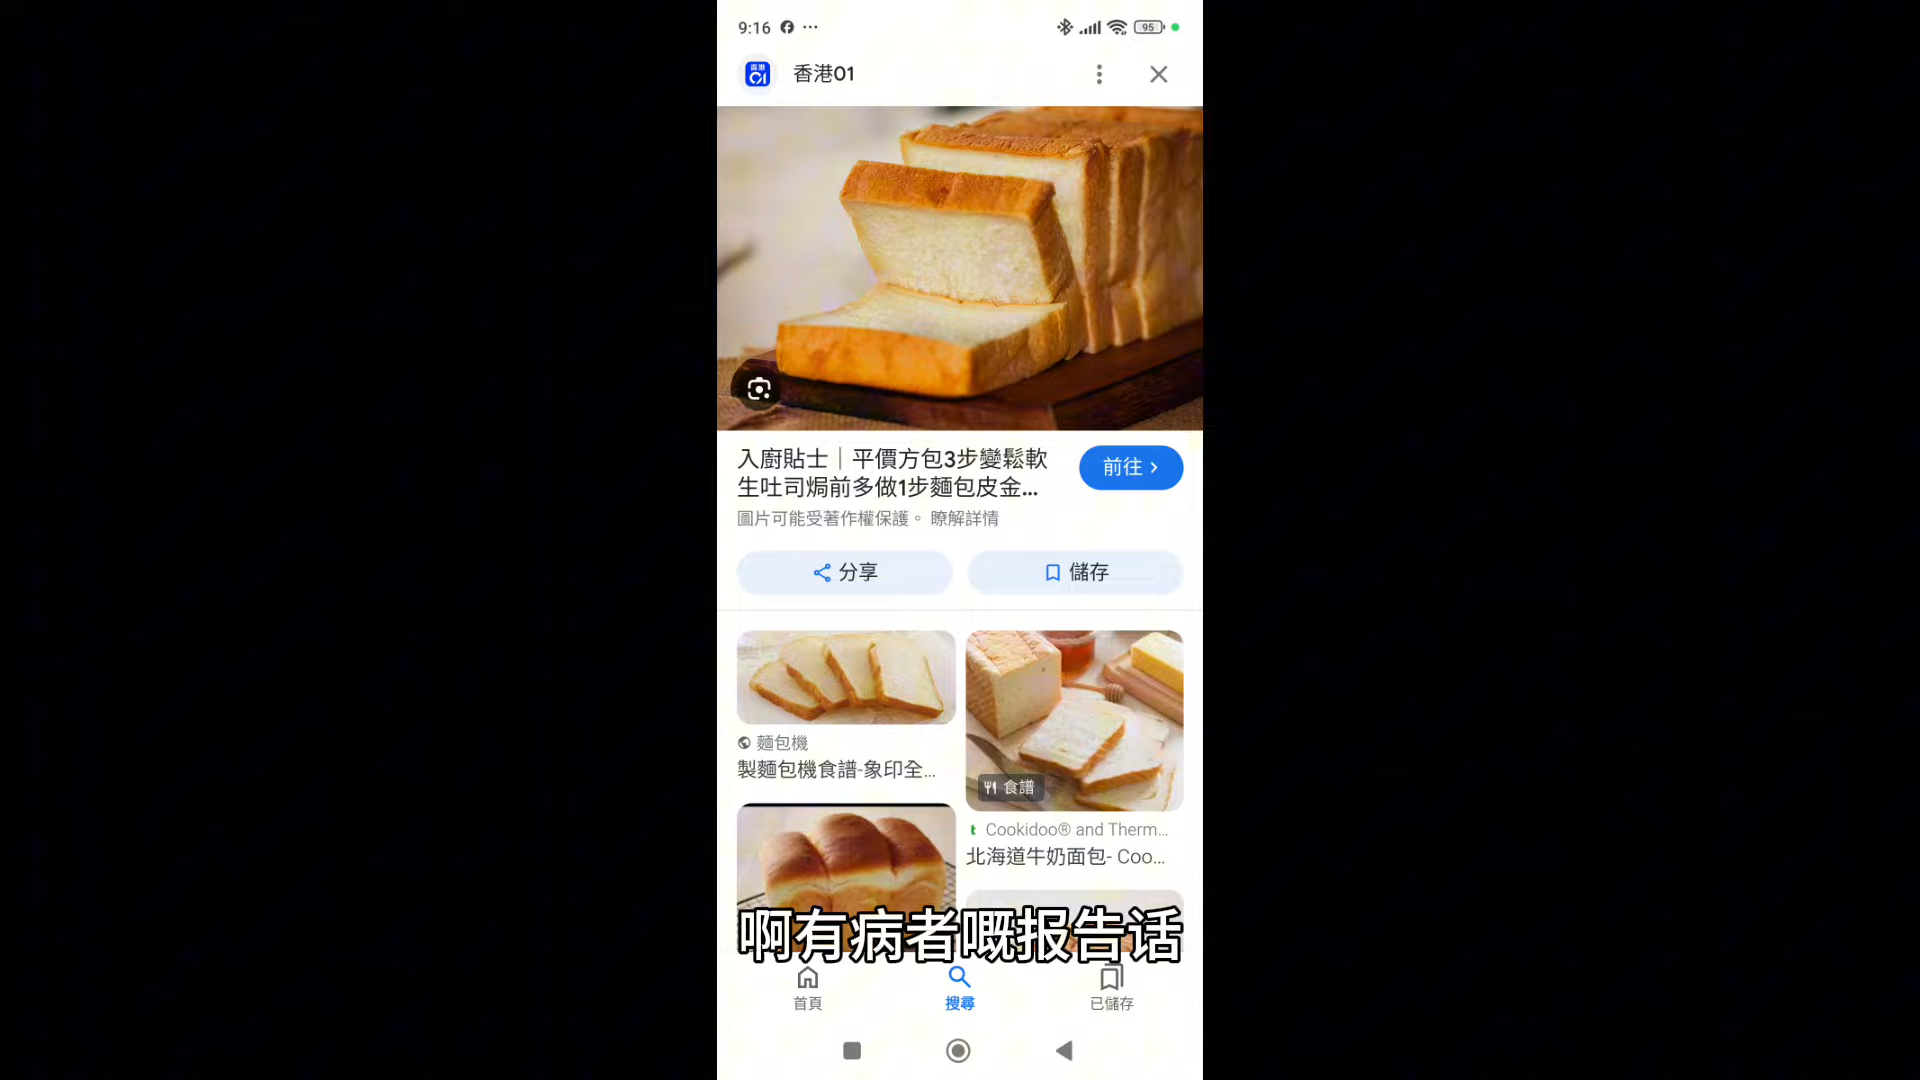 9:16
95
香港01
香港
01
入廚貼士｜平價方包3步變鬆軟
生吐司焗前多做1步麵包皮金...
前往
圖片可能受著作權保護。 瞭解詳情
分享
儲存
麵包機
製麵包機食譜-象印全...
食譜
Cookidoo® and Therm...
北海道牛奶面包- Coo...
啊有病者嘅报告话
首頁
搜尋
已儲存